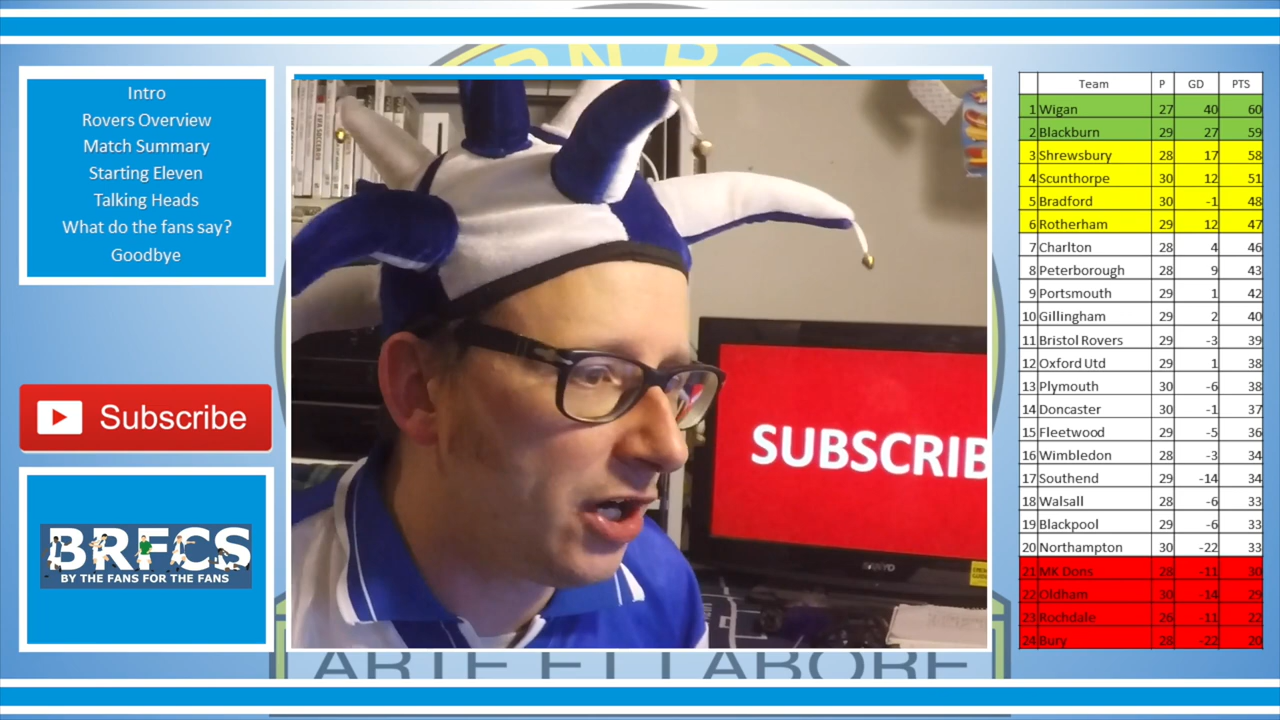 RN RO
Intro
Rovers Overview
Match Summary
Starting Eleven
Talking Heads
What do the fans say?
Goodbye
Subscribe
BRFCS
BY THE FANS FOR THE FANS
SUBSCRIB
SANYO
ARTE ET LABORE
Team P GD PTS
1 Wigan 27 40 60
2 Blackburn 29 27 59
3 Shrewsbury 28 17 58
4 Scunthorpe 30 12 51
5 Bradford 30 -1 48
6 Rotherham 29 12 47
7 Charlton 28 4 46
8 Peterborough 28 9 43
9 Portsmouth 29 1 42
10 Gillingham 29 2 40
11 Bristol Rovers 29 -3 39
12 Oxford Utd 29 1 38
13 Plymouth 30 -6 38
14 Doncaster 30 -1 37
15 Fleetwood 29 -5 36
16 Wimbledon 28 -3 34
17 Southend 29 -14 34
18 Walsall 28 -6 33
19 Blackpool 29 -6 33
20 Northampton 30 -22 33
21 MK Dons 28 -11 30
22 Oldham 30 -14 29
23 Rochdale 26 -11 22
24 Bury 28 -22 20